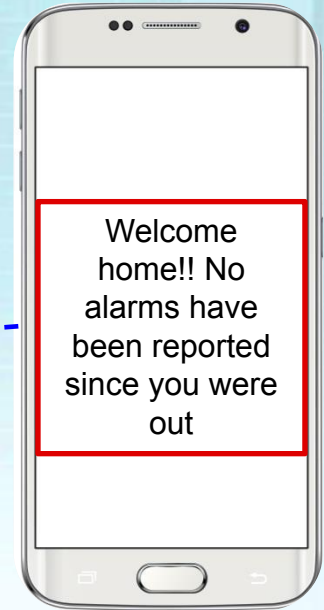 Welcome
home!! No
alarms have
been reported
since you were
out